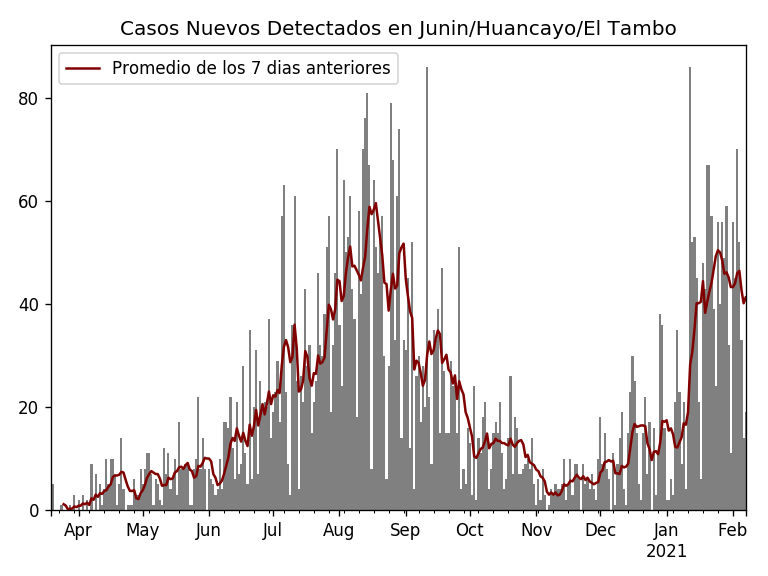 Casos Nuevos Detectados en Junin/Huancayo/El Tambo
Promedio de los 7 dias anteriores
80
60
40
20
0
Apr May Jun Jul Aug Sep Oct Nov Dec Jan Feb
2021